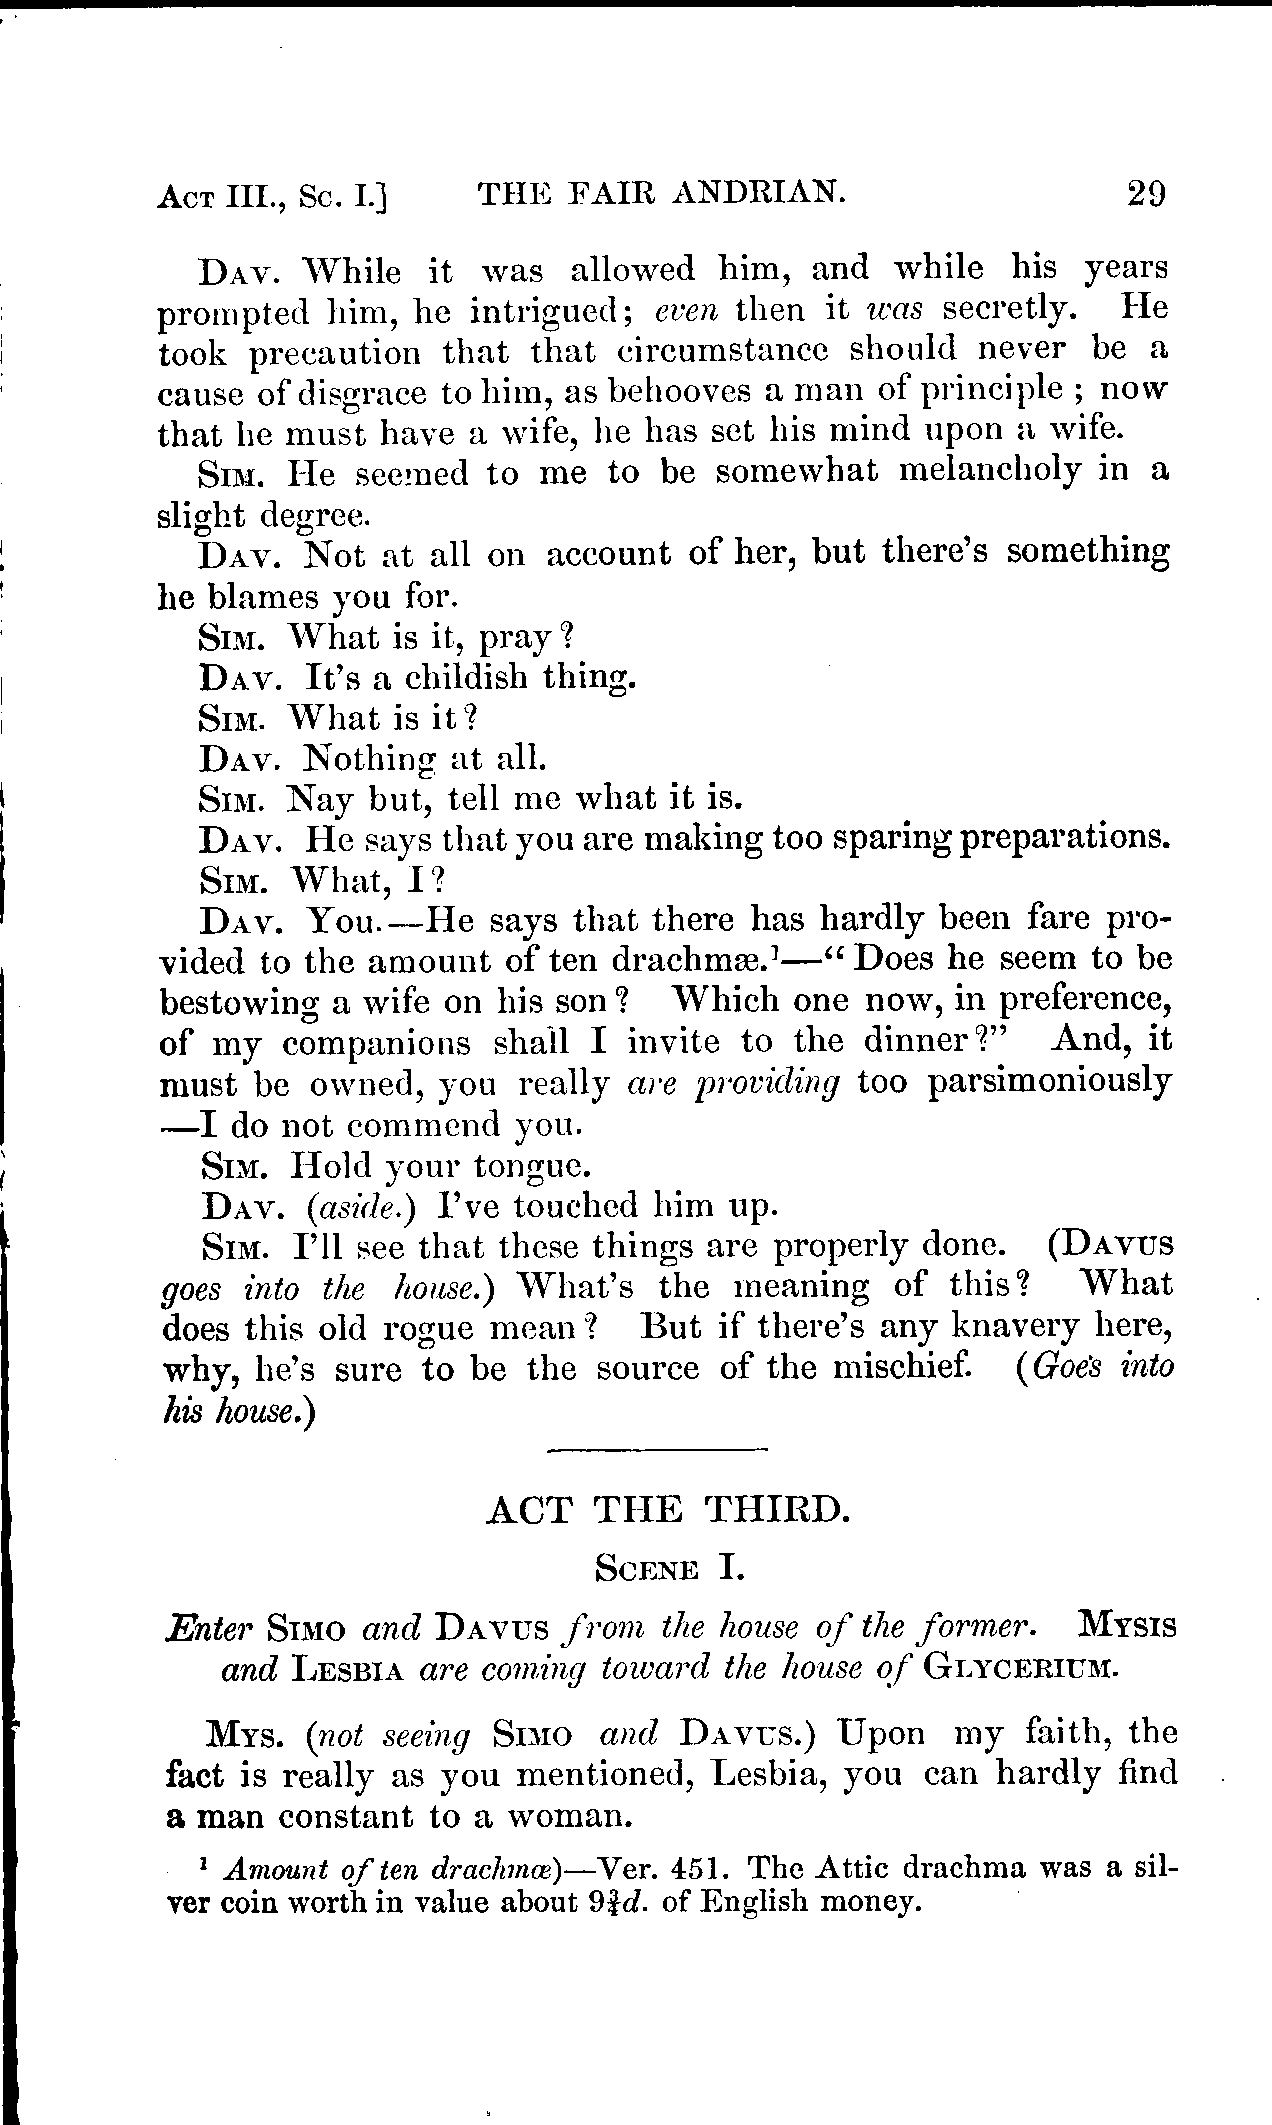 ACT III., SC. I.] THE FAIR ANDRIAN. 29
DAV. While it was allowed him, and while his years
prompted him, he intrigued; even then it was secretly. He
took precaution that that circumstance should never be a
cause of disgrace to him, as behooves a man of principle; now
that he must have a wife, he has set his mind upon a wife.
SIM. He seemed to me to be somewhat melancholy in a
slight degree.
DAV. Not at all on account of her, but there's something
he blames you for.
SIM. What is it, pray?
DAV. It's a childish thing.
SIM. What is it?
DAV. Nothing at all.
SIM. Nay but, tell me what it is.
DAV. He says that you are making too sparing preparations.
SIM. What, I?
DAV. You.—He says that there has hardly been fare pro-
vided to the amount of ten drachmæ.¹—“Does he seem to be
bestowing a wife on his son? Which one now, in preference,
of my companions shall I invite to the dinner?” And, it
must be owned, you really are providing too parsimoniously
—I do not commend you.
SIM. Hold your tongue.
DAV. (aside.) I've touched him up.
SIM. I'll see that these things are properly done. (DAVUS
goes into the house.) What's the meaning of this? What
does this old rogue mean? But if there's any knavery here,
why, he's sure to be the source of the mischief. (Goes into
his house.)
ACT THE THIRD.
SCENE I.
Enter SIMO and DAVUS from the house of the former. MYSIS
and LESBIA are coming toward the house of GLYCERIUM.
MYS. (not seeing SIMO and DAVUS.) Upon my faith, the
fact is really as you mentioned, Lesbia, you can hardly find
a man constant to a woman.
¹ Amount of ten drachmæ)—Ver. 451. The Attic drachma was a sil-
ver coin worth in value about 9¾d. of English money.